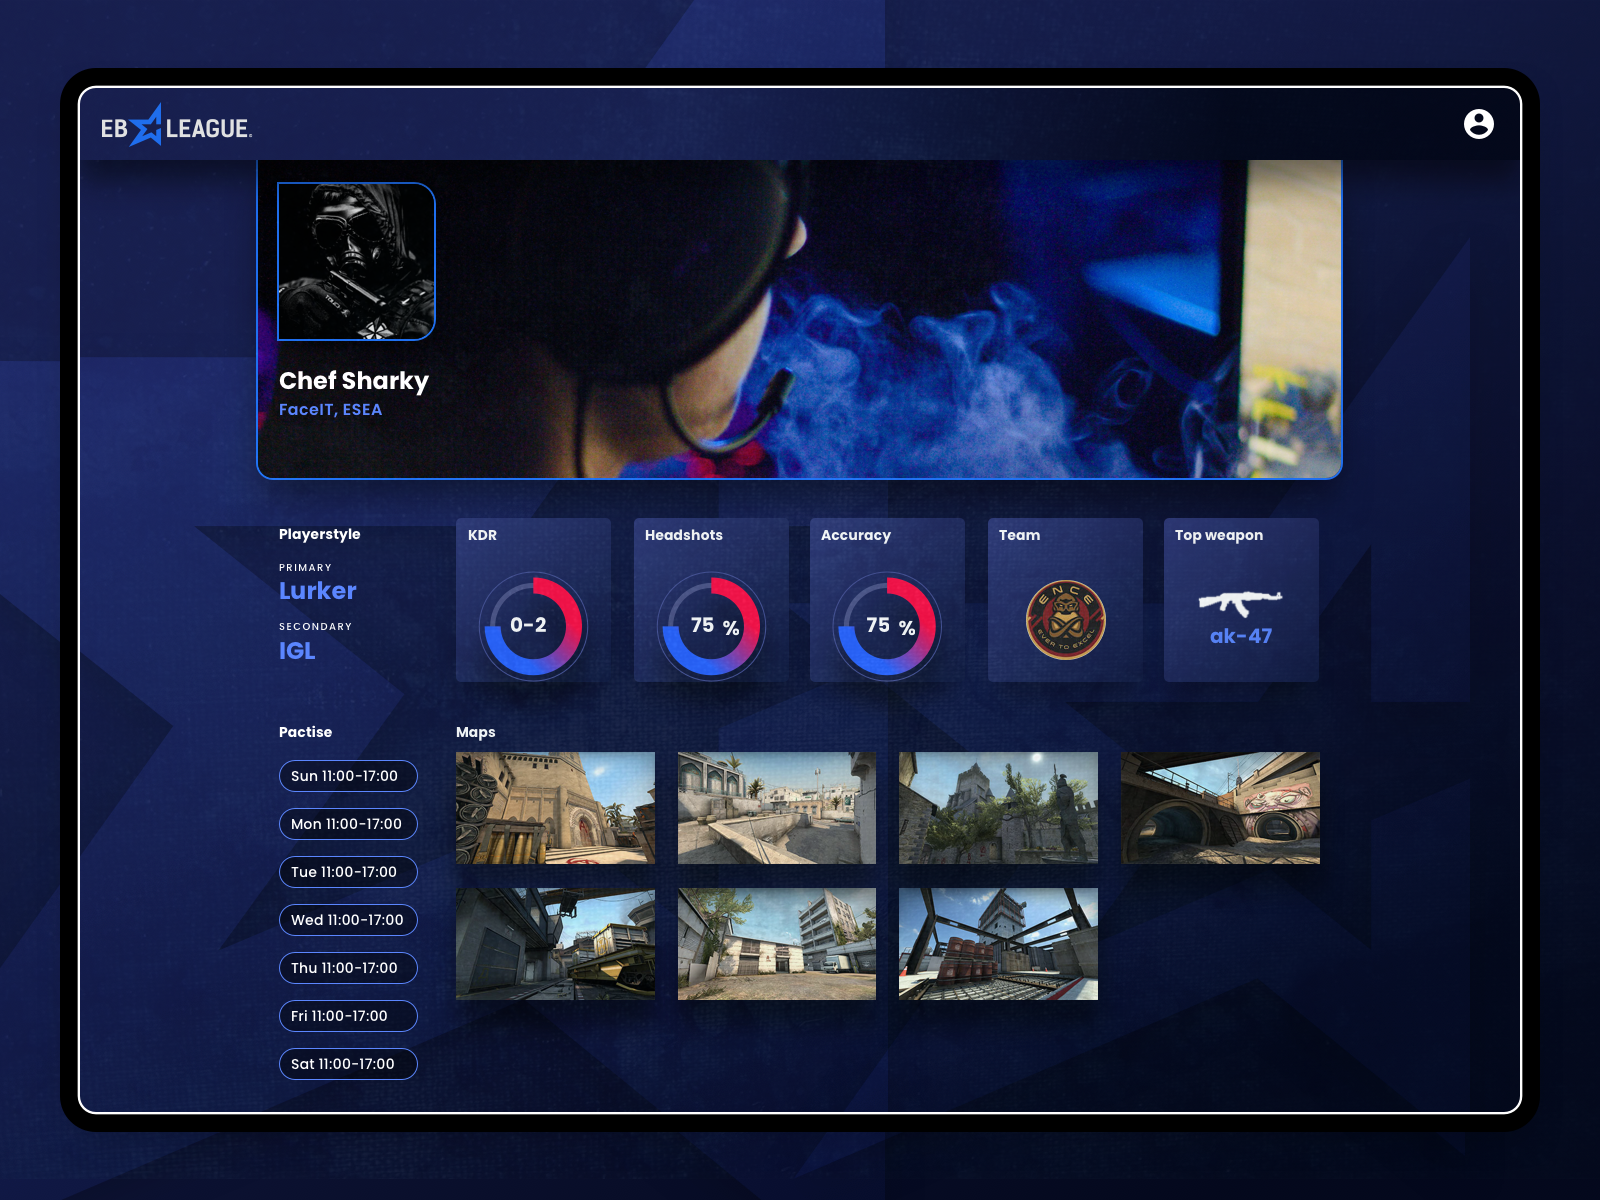 EB LEAGUE.
Chef Sharky
FaceIT, ESEA
Playerstyle
PRIMARY
Lurker
SECONDARY
IGL
KDR
0-2
Headshots
75 %
Accuracy
75 %
Team
ENCE
EVER TO EXCEL
Top weapon
ak-47
Pactise
Sun 11:00-17:00
Mon 11:00-17:00
Tue 11:00-17:00
Wed 11:00-17:00
Thu 11:00-17:00
Fri 11:00-17:00
Sat 11:00-17:00
Maps